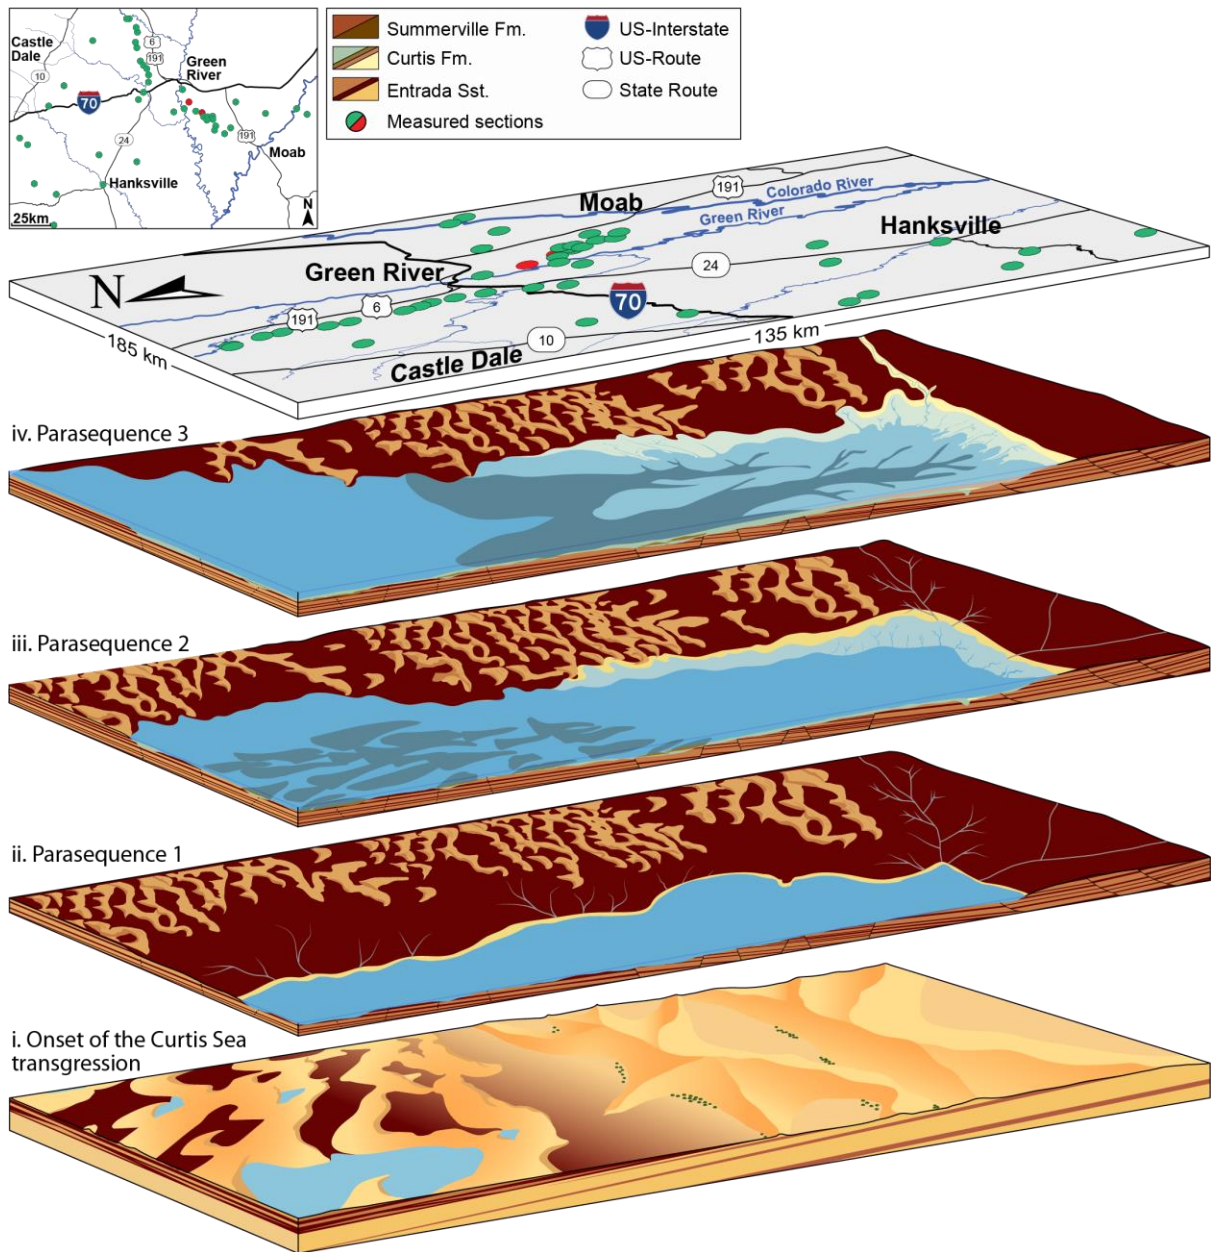 Castle
Dale
6
191
Green
River
10
70
24
191
Moab
Hanksville
25km
N
Summerville Fm.
Curtis Fm.
Entrada Sst.
Measured sections
US-Interstate
US-Route
State Route
191
Colorado River
Moab
Green River
Hanksville
Green River
24
N
70
6
191
10
Castle Dale
185 km
135 km
iv. Parasequence 3
iii. Parasequence 2
ii. Parasequence 1
i. Onset of the Curtis Sea
transgression